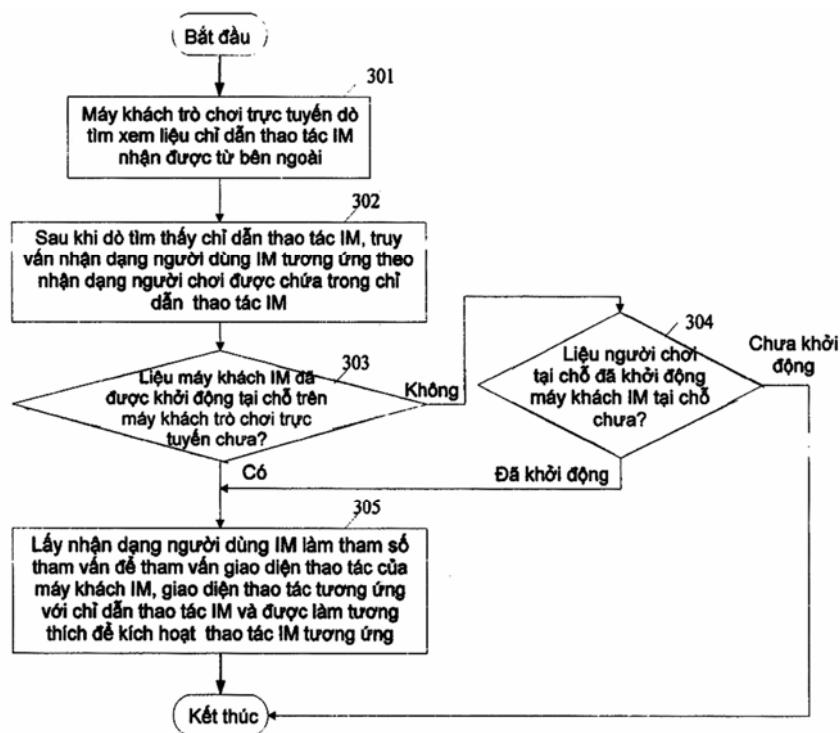 Bắt đầu
301
Máy khách trò chơi trực tuyến dò
tìm xem liệu chỉ dẫn thao tác IM
nhận được từ bên ngoài
302
Sau khi dò tìm thấy chỉ dẫn thao tác IM, truy
vấn nhận dạng người dùng IM tương ứng theo
nhận dạng người chơi được chứa trong chỉ
dẫn thao tác IM
303
Liệu máy khách IM đã
được khởi động tại chỗ trên
máy khách trò chơi trực
tuyến chưa?
Không
304
Liệu người chơi
tại chỗ đã khởi động
máy khách IM tại chỗ
chưa?
Chưa khởi
động
Có
Đã khởi động
305
Lấy nhận dạng người dùng IM làm tham số
tham vấn để tham vấn giao diện thao tác của
máy khách IM, giao diện thao tác tương ứng
với chỉ dẫn thao tác IM và được làm tương
thích để kích hoạt thao tác IM tương ứng
Kết thúc